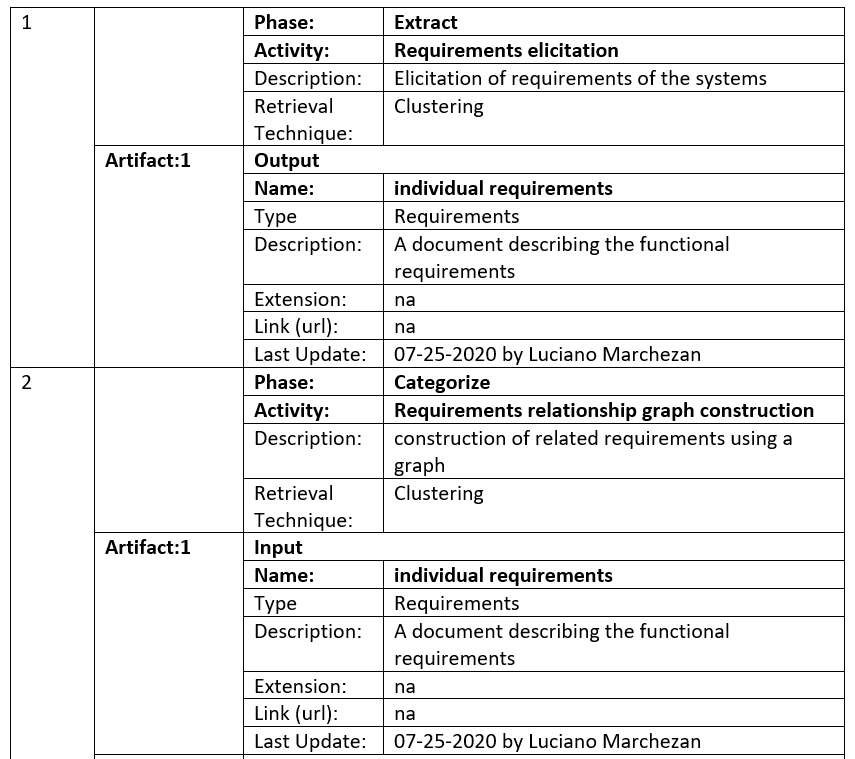 1 Phase: Extract
Activity: Requirements elicitation
Description: Elicitation of requirements of the systems
Retrieval Clustering
Technique:
Artifact:1 Output
Name: individual requirements
Type Requirements
Description: A document describing the functional
requirements
Extension: na
Link (url): na
Last Update: 07-25-2020 by Luciano Marchezan
2 Phase: Categorize
Activity: Requirements relationship graph construction
Description: construction of related requirements using a
graph
Retrieval Clustering
Technique:
Artifact:1 Input
Name: individual requirements
Type Requirements
Description: A document describing the functional
requirements
Extension: na
Link (url): na
Last Update: 07-25-2020 by Luciano Marchezan